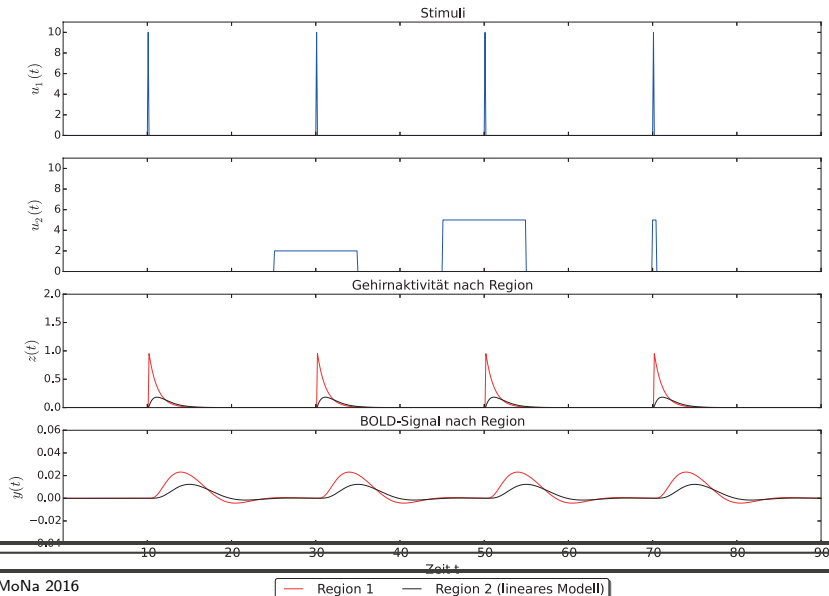 Stimuli
10
8
6
4
2
0
u₁(t)
10
8
6
4
2
0
u₂(t)
Gehirnaktivität nach Region
2.0
1.5
1.0
0.5
0.0
z(t)
BOLD-Signal nach Region
0.06
0.04
0.02
0.00
−0.02
y(t)
10 20 30 40 50 60 70 80 90
Zeit t
MoNa 2016
Region 1 Region 2 (lineares Modell)